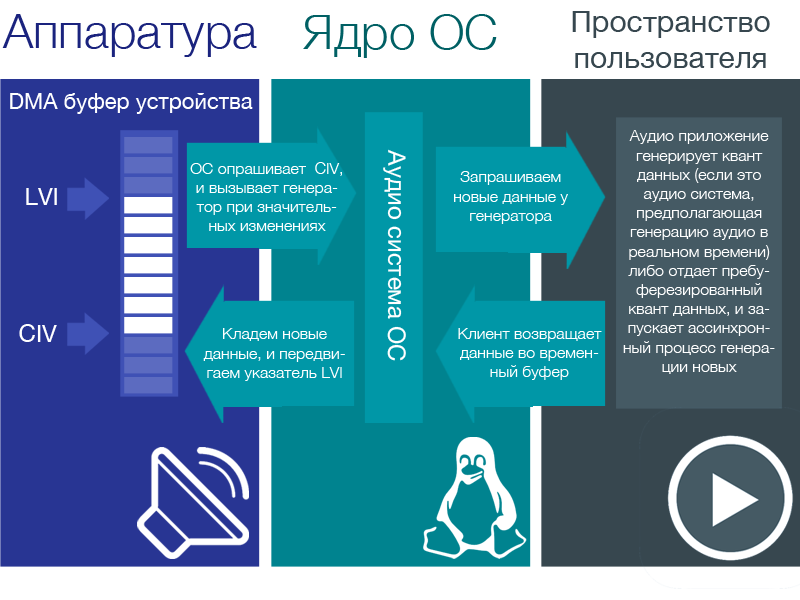 Аппаратура
Ядро ОС
Пространство
пользователя
DMA буфер устройства
LVI
CIV
ОС опрашивает CIV,
и вызывает генера-
тор при значитель-
ных изменениях
Кладем новые
данные, и передви-
гаем указатель LVI
Аудио система ОС
Запрашиваем
новые данные у
генератора
Клиент возвращает
данные во времен-
ный буфер
Аудио приложение
генерирует квант
данных (если это
аудио система,
предполагающая
генерацию аудио в
реальном времени)
либо отдает пребу-
ферезированный
квант данных, и за-
пускает ассинхрон-
ный процесс генера-
ции новых